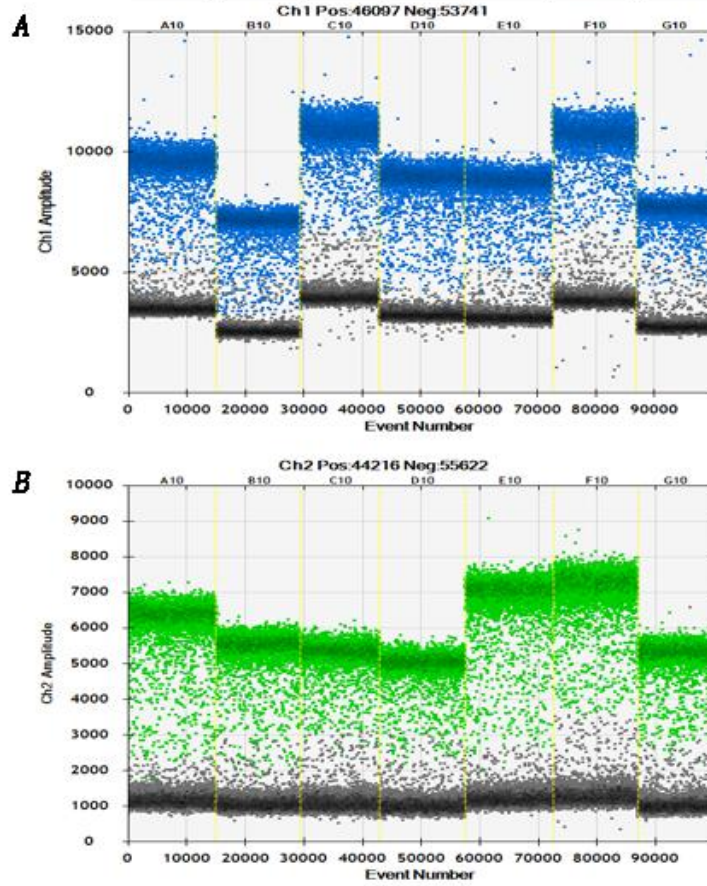 A
Ch1 Pos:46097 Neg:53741
A10 B10 C10 D10 E10 F10 G10
15000
10000
Ch1 Amplitude
5000
0
0 10000 20000 30000 40000 50000 60000 70000 80000 90000
Event Number
B
Ch2 Pos:44216 Neg:55622
A10 B10 C10 D10 E10 F10 G10
10000
9000
8000
7000
6000
5000
Ch2 Amplitude
4000
3000
2000
1000
0
0 10000 20000 30000 40000 50000 60000 70000 80000 90000
Event Number